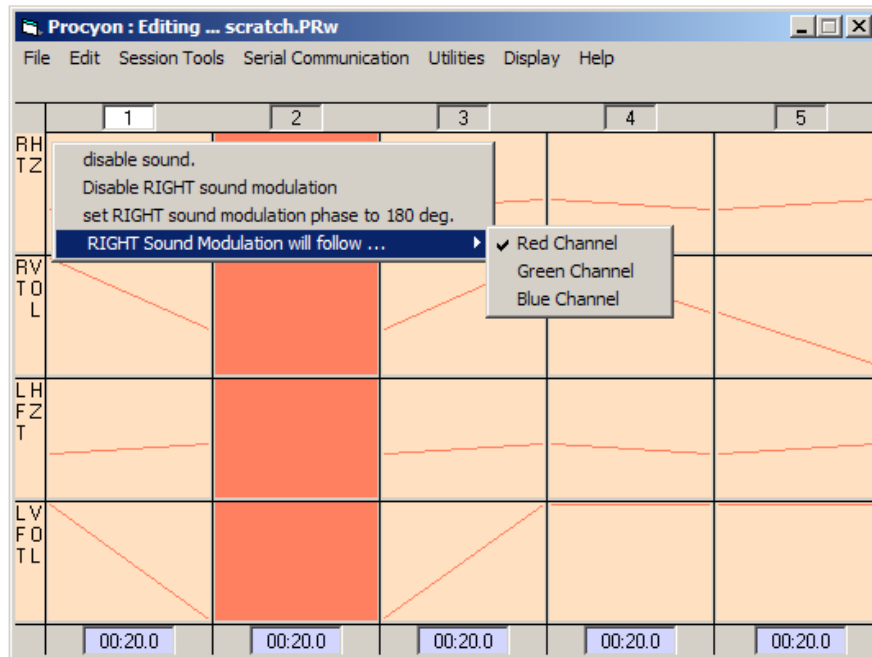 Procyon : Editing ... scratch.PRw
File Edit Session Tools Serial Communication Utilities Display Help
1 2 3 4 5
RH
TZ
disable sound.
Disable RIGHT sound modulation
set RIGHT sound modulation phase to 180 deg.
RIGHT Sound Modulation will follow ...
Red Channel
Green Channel
Blue Channel
RV
TO
L
LH
FZ
T
LV
FO
TL
00:20.0 00:20.0 00:20.0 00:20.0 00:20.0